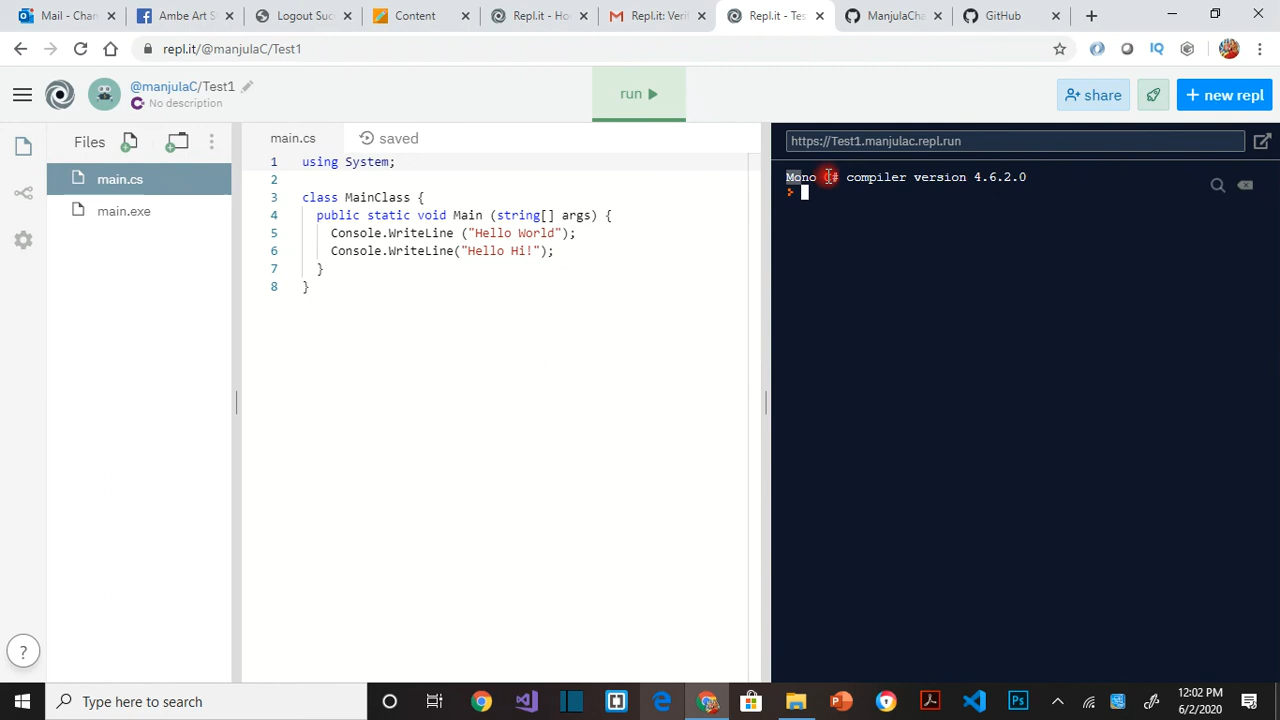 Mail - Chan
Ambe Art S
Logout Suc
Content
Repl.it - Ho
Repl.it: Veri
Repl.it - Tes
ManjulaCha
GitHub
repl.it/@manjulaC/Test1
IQ
@manjulaC/Test1
No description
run
share
+ new repl
Files
main.cs
main.exe
main.cs
saved
1 using System;
2
3 class MainClass {
4 public static void Main (string[] args) {
5 Console.WriteLine ("Hello World");
6 Console.WriteLine("Hello Hi!");
7 }
8 }
https://Test1.manjulac.repl.run
Mono C# compiler version 4.6.2.0
?
Type here to search
12:02 PM
6/2/2020